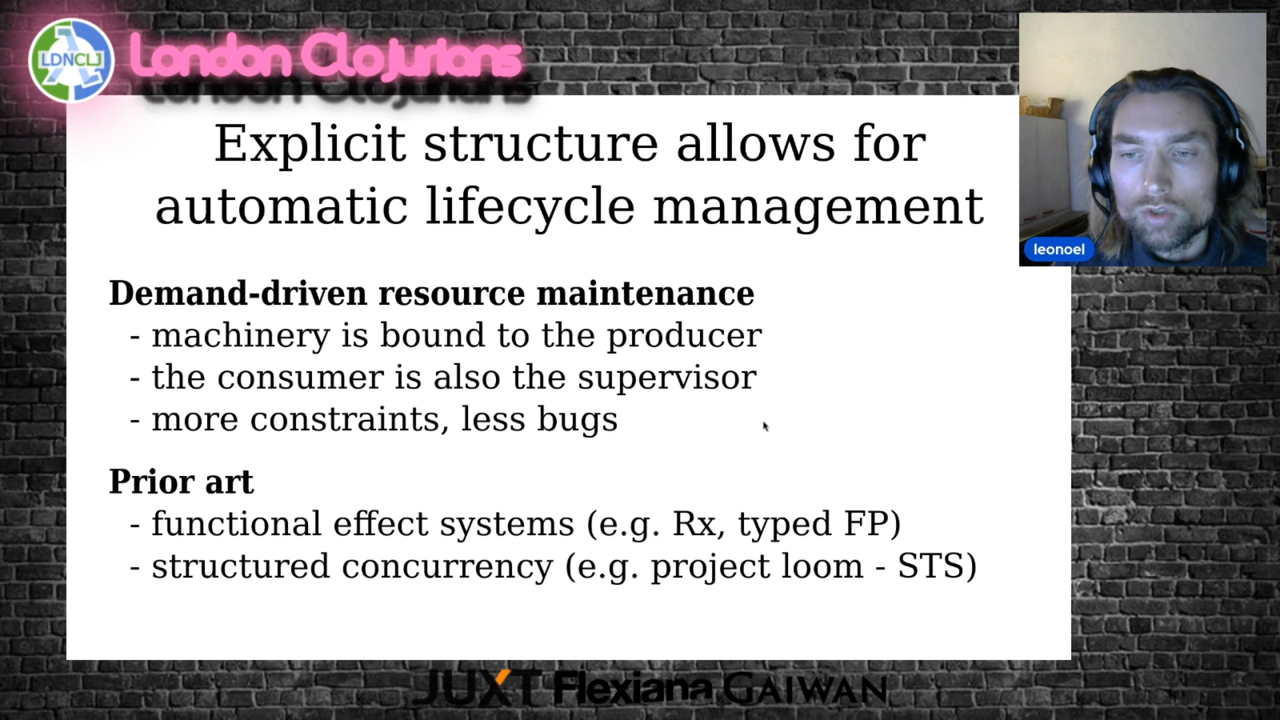 LDNCLJ
London Clojurians
Explicit structure allows for
automatic lifecycle management
leonoel
Demand-driven resource maintenance
- machinery is bound to the producer
- the consumer is also the supervisor
- more constraints, less bugs
Prior art
- functional effect systems (e.g. Rx, typed FP)
- structured concurrency (e.g. project loom - STS)
JUXT Flexiana GAIWAN